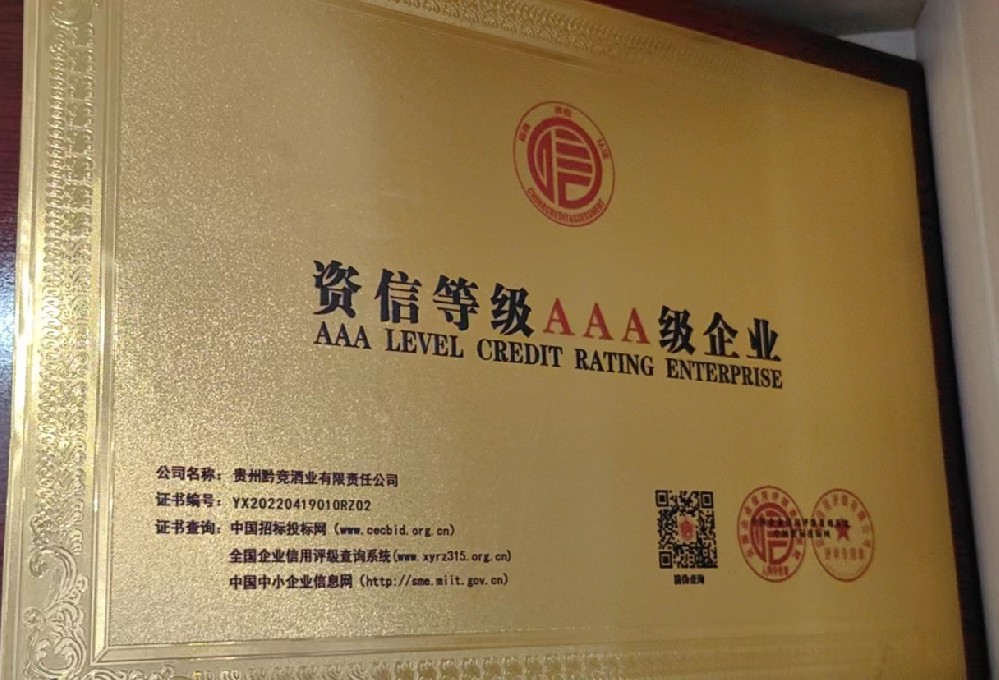 资信等级AAA级企业
AAA LEVEL CREDIT RATING ENTERPRISE
公司名称：贵州黔竞酒业有限责任公司
证书编号：YX20220419010RZ02
证书查询：中国招标投标网（www.cecbid.org.cn）
全国企业信用评级查询系统(www.xyrz315.org.cn)
中国中小企业信息网（http://sme.miit.gov.cn）